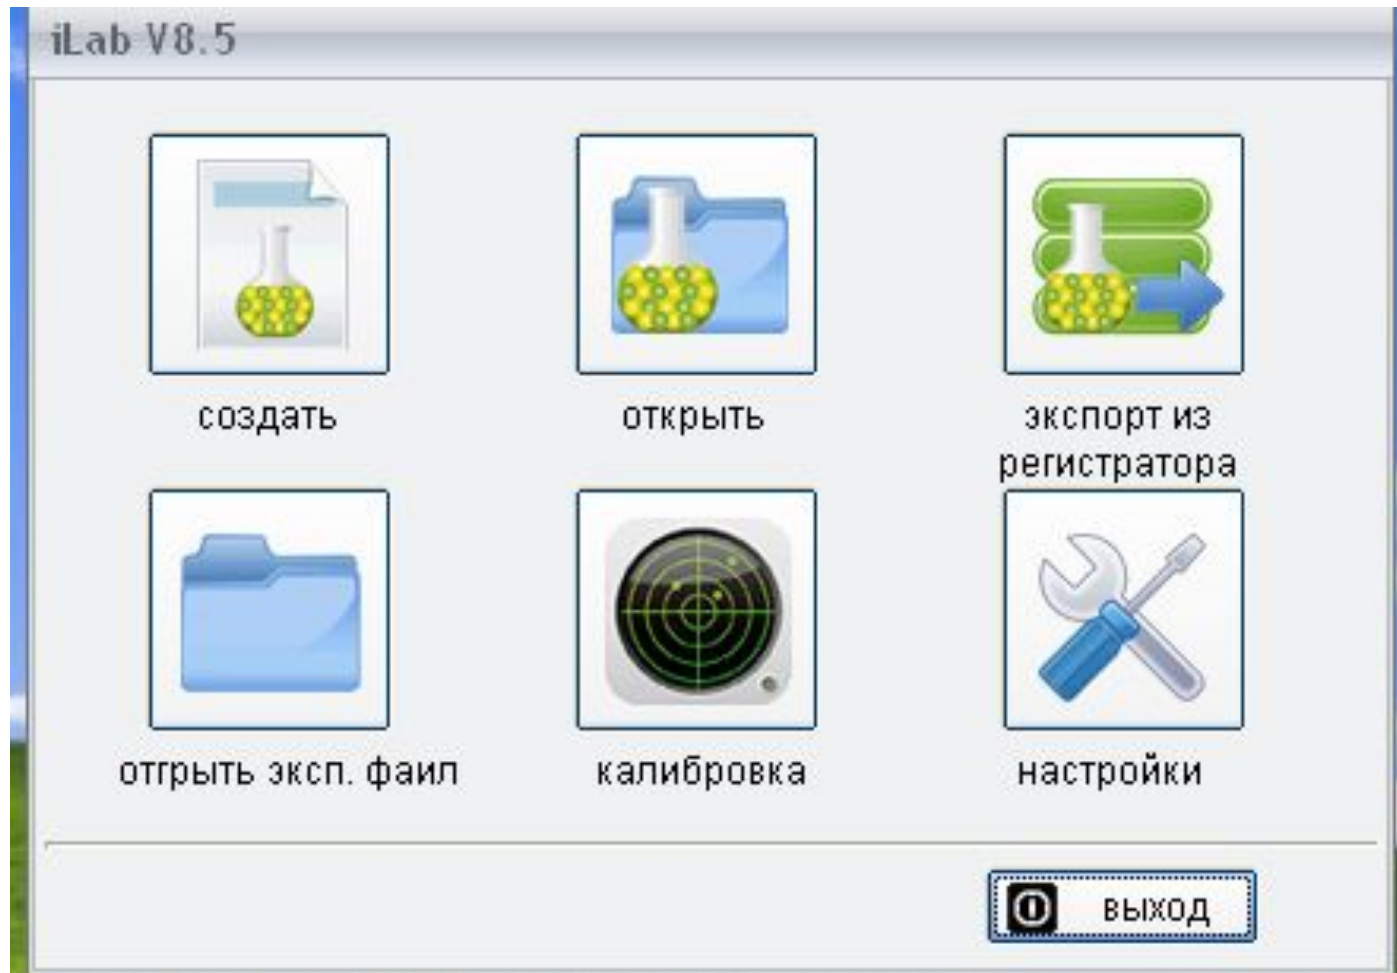 iLab V8.5
создать
открыть
экспорт из
регистратора
отгрыть эксп. фаил
калибровка
настройки
выход